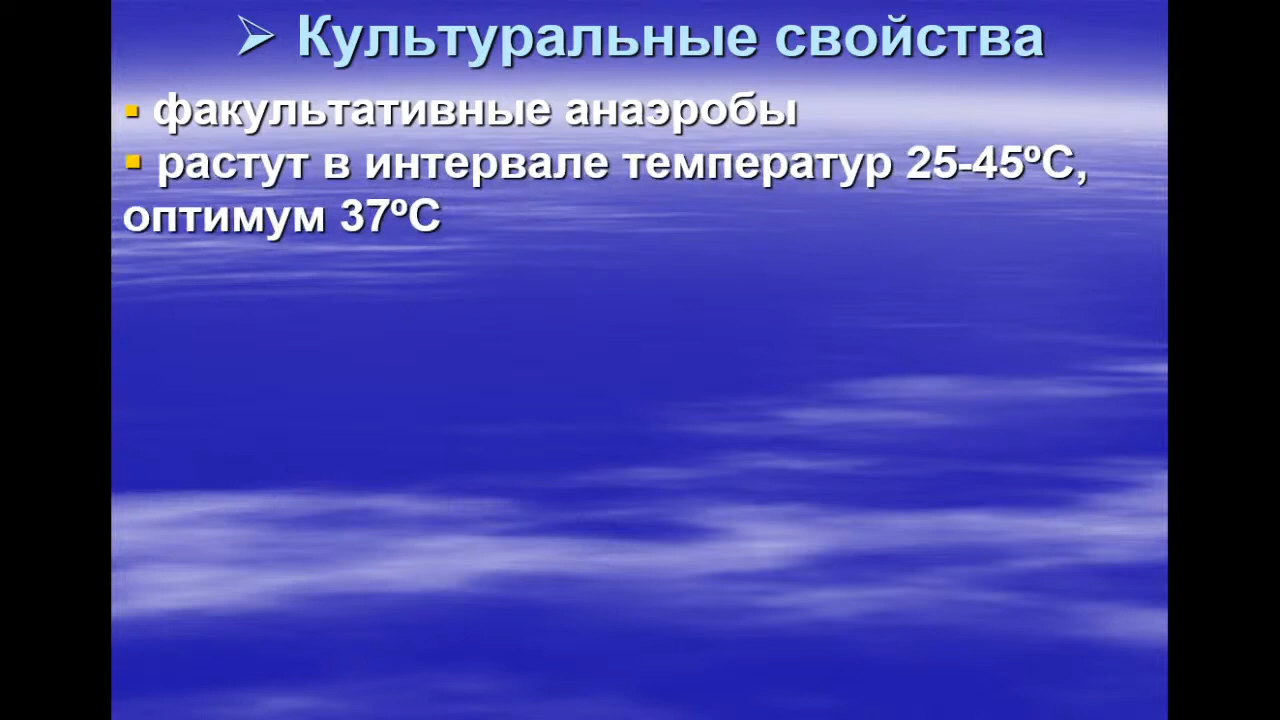 ➢ Культуральные свойства
▪ факультативные анаэробы
▪ растут в интервале температур 25-45ºС,
оптимум 37ºС